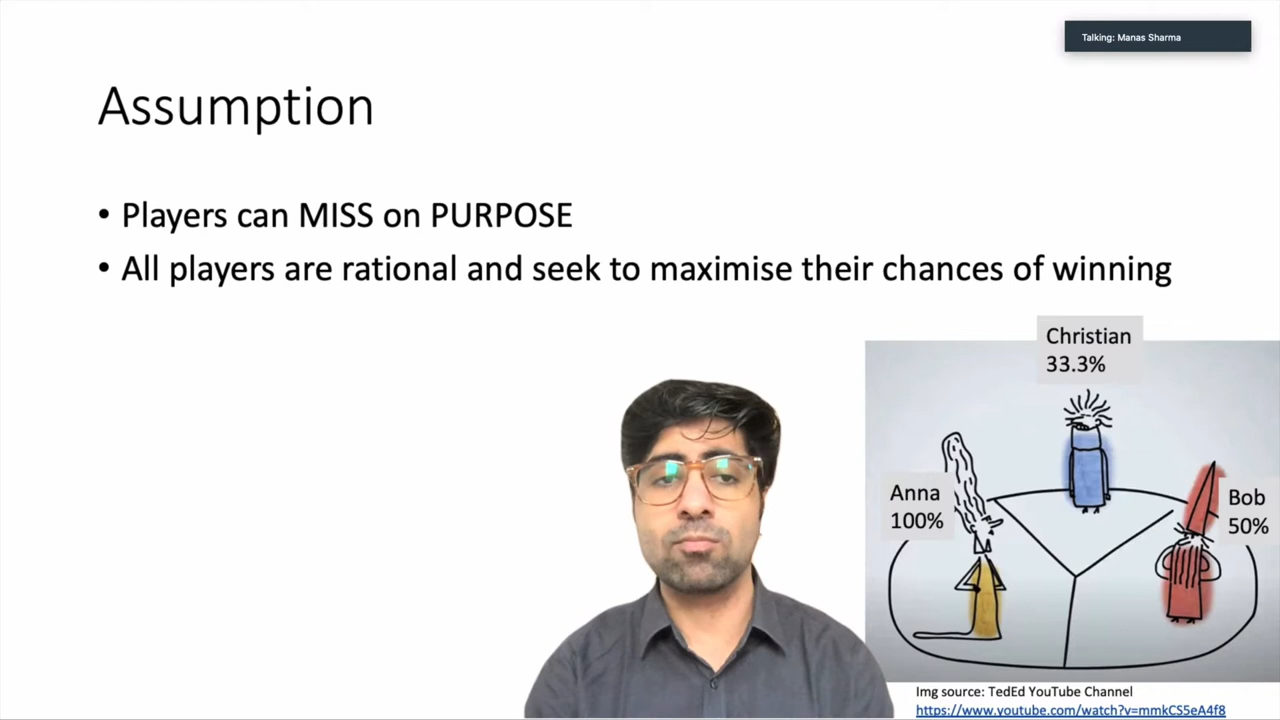 Talking: Manas Sharma
Assumption
• Players can MISS on PURPOSE
• All players are rational and seek to maximise their chances of winning
Christian
33.3%
Anna
100%
Bob
50%
Img source: TedEd YouTube Channel
https://www.youtube.com/watch?v=mmkCS5eA4f8